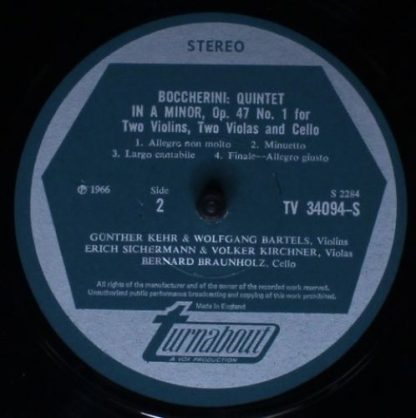 STEREO
BOCCHERINI: QUINTET
IN A MINOR, Op. 47 No. 1 for
Two Violins, Two Violas and Cello
1. Allegro non molto 2. Minuetto
3. Largo cantabile 4. Finale—Allegro giusto
℗ 1966
Side
2
S 2284
TV 34094-S
GÜNTHER KEHR & WOLFGANG BARTELS, Violins
ERICH SICHERMANN & VOLKER KIRCHNER, Violas
BERNARD BRAUNHOLZ, Cello
All rights of the manufacturer and of the owner of the recorded work reserved.
Unauthorised public performance broadcasting and copying of this work prohibited.
Made in England
turnabout
A VOX PRODUCTION